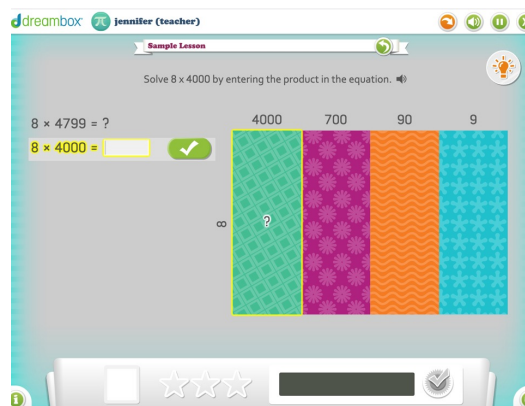 dreambox π jennifer (teacher)
Sample Lesson
Solve 8 x 4000 by entering the product in the equation.
8 × 4799 = ?
4000 700 90 9
8 × 4000 =
8
?